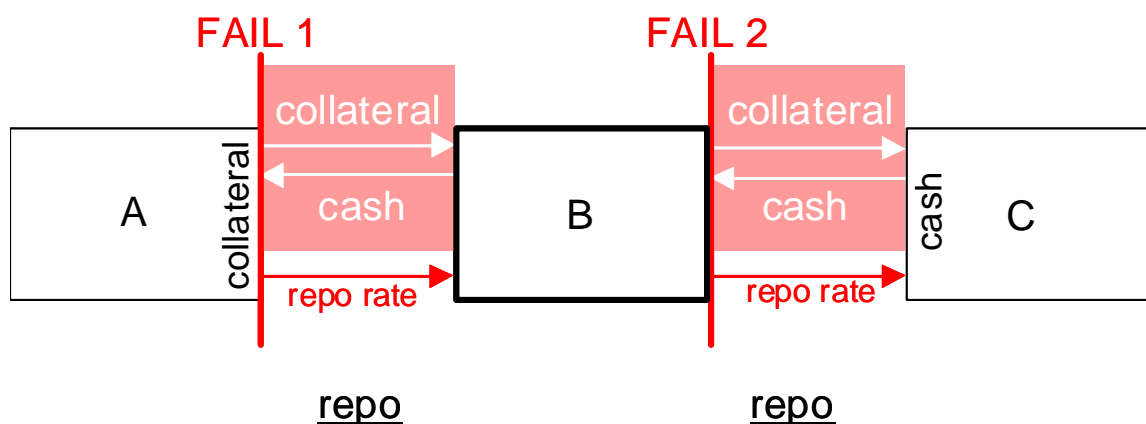 FAIL 1
FAIL 2
collateral
collateral
A
collateral
cash
B
cash
cash
C
repo rate
repo rate
repo
repo